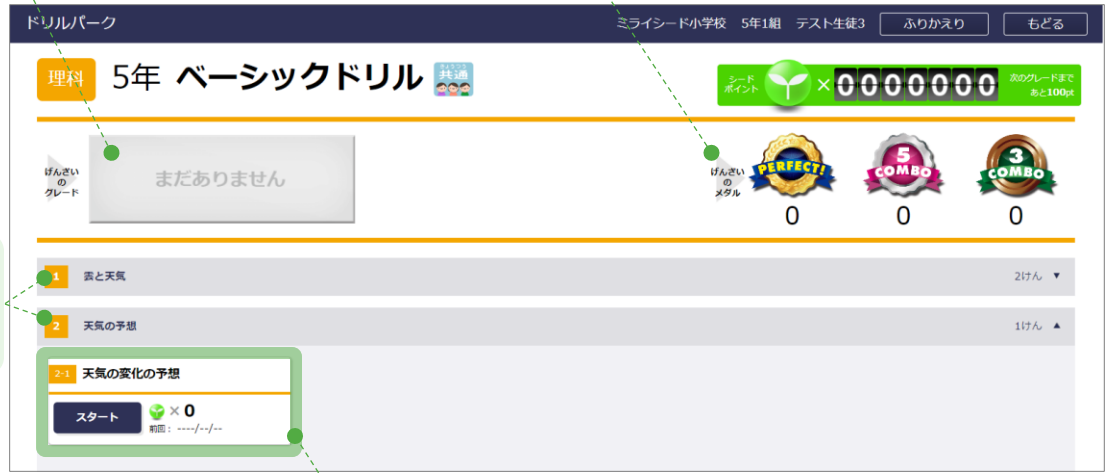 ドリルパーク
ミライシード小学校 5年1組 テスト生徒3 ふりかえり もどる
理科 5年 ベーシックドリル きょうつう 共通
シードポイント × 0000000 次のグレードまで あと100pt
げんざい
の
グレード
まだありません
げんざい
の
メダル
PERFECT! 5 COMBO 3 COMBO
0 0 0
1 雲と天気 2けん ▼
2 天気の予想 1けん ▲
2-1 天気の変化の予想
スタート × 0
前回：----/--/--